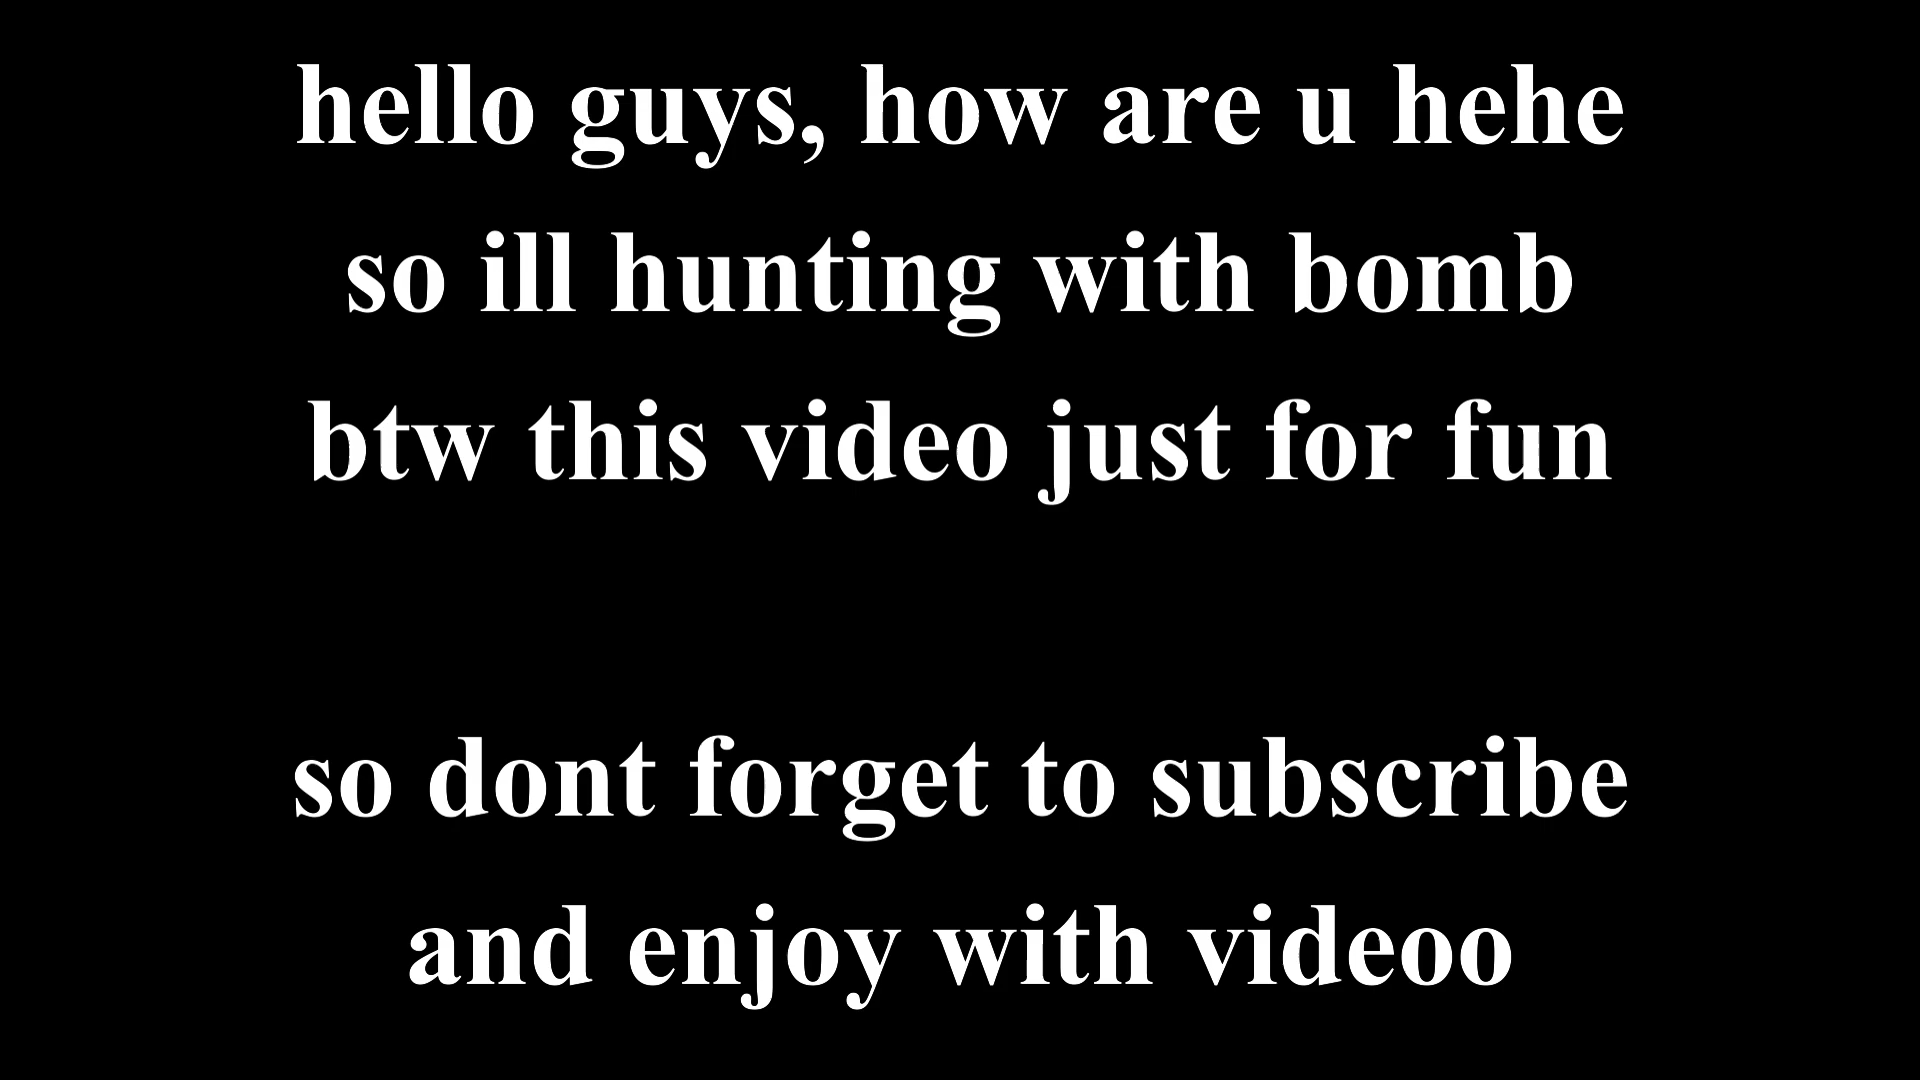 hello guys, how are u hehe
so ill hunting with bomb
btw this video just for fun
so dont forget to subscribe
and enjoy with videoo